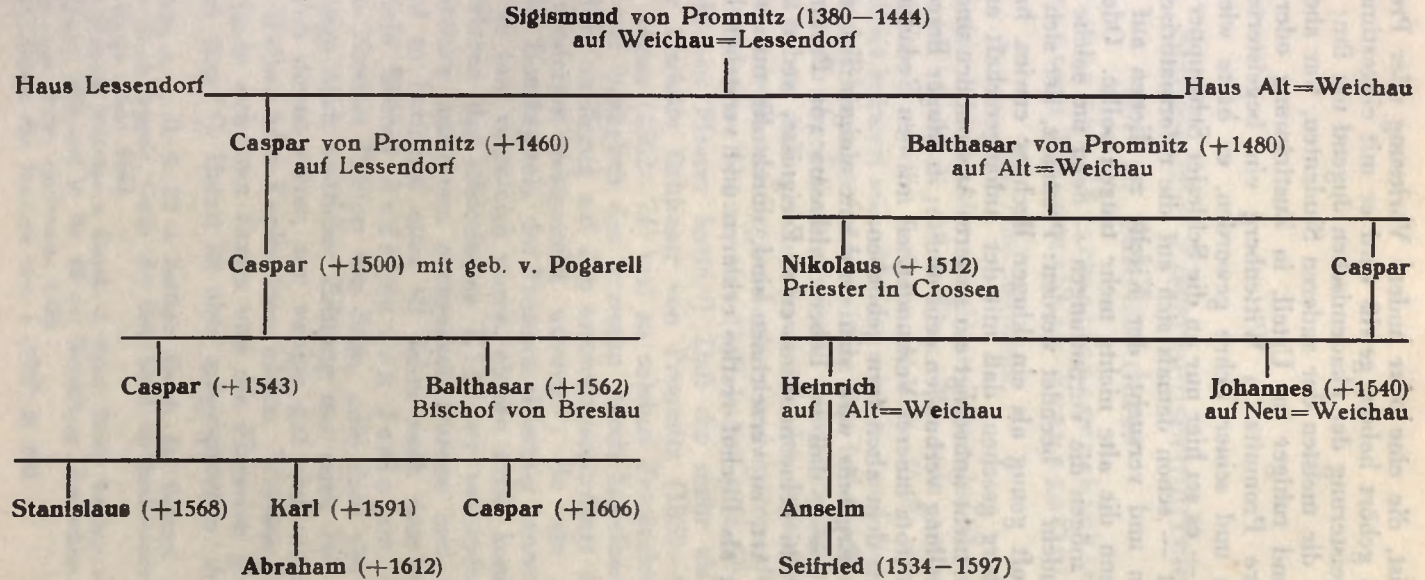 Sigismund von Promnitz (1380—1444)
auf Weichau=Lessendorf
Haus Lessendorf
Haus Alt=Weichau
Caspar von Promnitz (+1460)
auf Lessendorf
Balthasar von Promnitz (+1480)
auf Alt=Weichau
Caspar (+1500) mit geb. v. Pogarell
Nikolaus (+1512)
Priester in Crossen
Caspar
Caspar (+1543)
Balthasar (+1562)
Bischof von Breslau
Heinrich
auf Alt=Weichau
Johannes (+1540)
auf Neu=Weichau
Stanislaus (+1568)
Karl (+1591)
Caspar (+1606)
Anselm
Abraham (+1612)
Seifried (1534—1597)